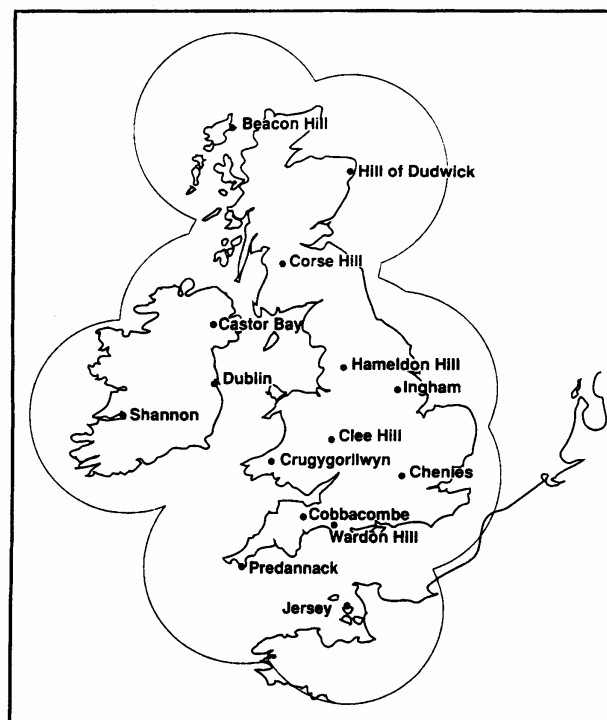 Beacon Hill
Hill of Dudwick
Corse Hill
Castor Bay
Hameldon Hill
Dublin
Ingham
Shannon
Clee Hill
Crugygorllwyn
Chenies
Cobbacombe
Wardon Hill
Predannack
Jersey